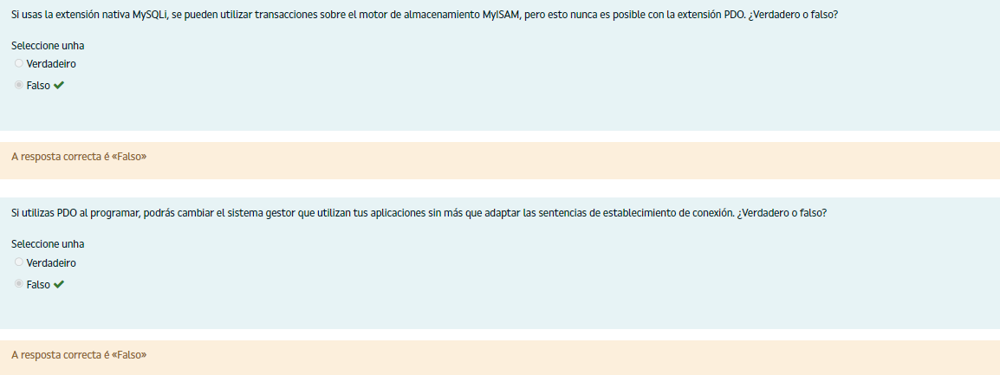 Si usas la extensión nativa MySQLi, se pueden utilizar transacciones sobre el motor de almacenamiento MyISAM, pero esto nunca es posible con la extensión PDO. ¿Verdadero o falso?
Seleccione unha
Verdadeiro
Falso
A resposta correcta é «Falso»
Si utilizas PDO al programar, podrás cambiar el sistema gestor que utilizan tus aplicaciones sin más que adaptar las sentencias de establecimiento de conexión. ¿Verdadero o falso?
Seleccione unha
Verdadeiro
Falso
A resposta correcta é «Falso»